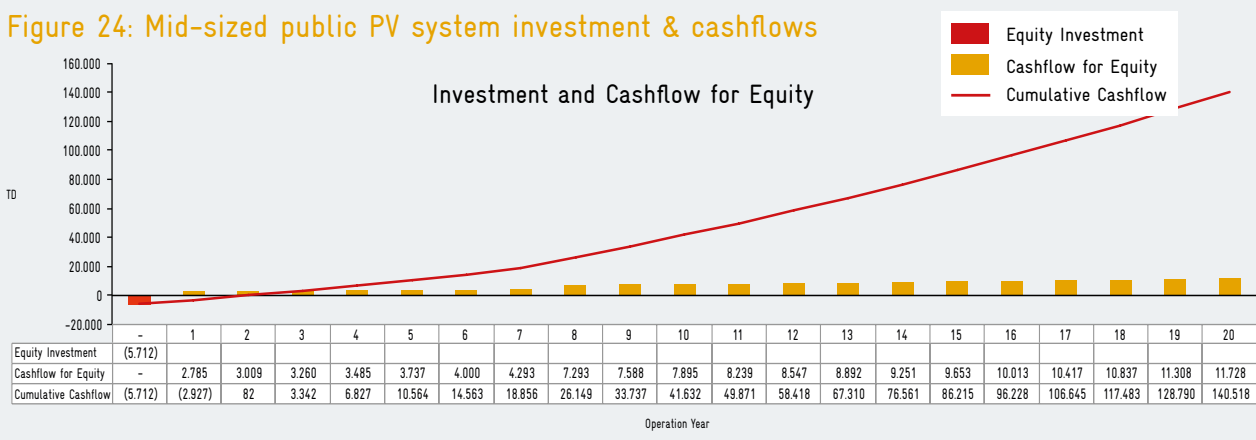 Figure 24: Mid-sized public PV system investment & cashflows
Equity Investment
Cashflow for Equity
Cumulative Cashflow
Investment and Cashflow for Equity
TD
160.000
140.000
120.000
100.000
80.000
60.000
40.000
20.000
0
-20.000
- 1 2 3 4 5 6 7 8 9 10 11 12 13 14 15 16 17 18 19 20
Equity Investment (5.712)
Cashflow for Equity - 2.785 3.009 3.260 3.485 3.737 4.000 4.293 7.293 7.588 7.895 8.239 8.547 8.892 9.251 9.653 10.013 10.417 10.837 11.308 11.728
Cumulative Cashflow (5.712) (2.927) 82 3.342 6.827 10.564 14.563 18.856 26.149 33.737 41.632 49.871 58.418 67.310 76.561 86.215 96.228 106.645 117.483 128.790 140.518
Operation Year